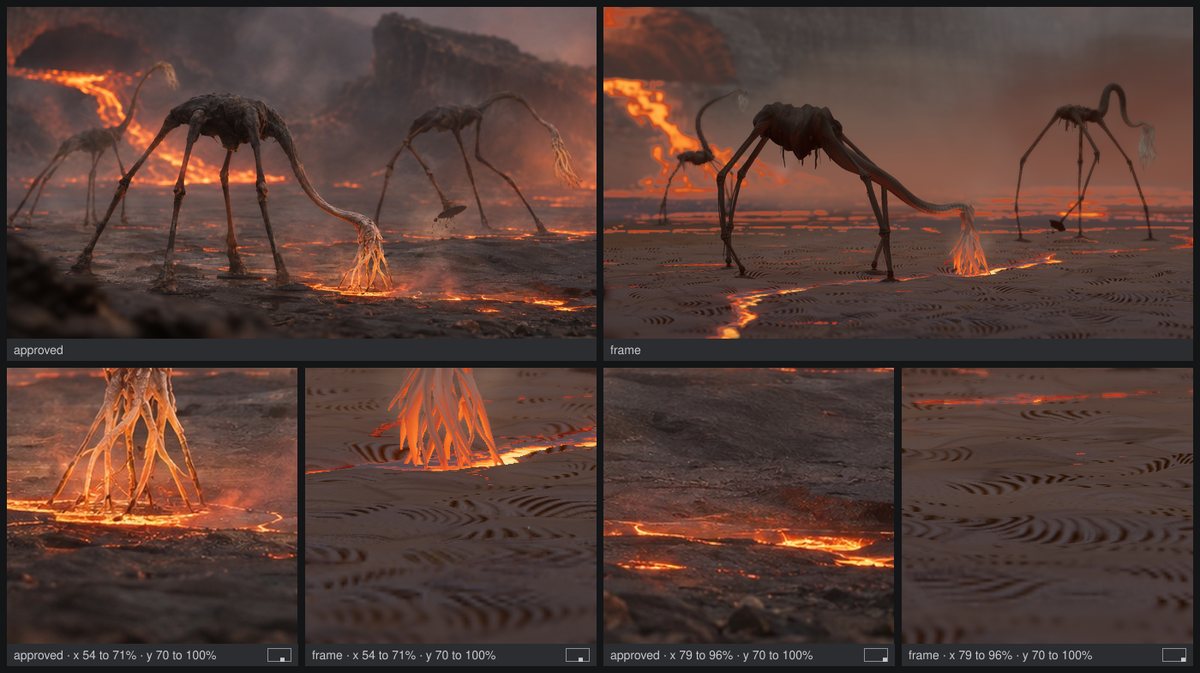 approved
frame
approved · x 54 to 71% · y 70 to 100%
frame · x 54 to 71% · y 70 to 100%
approved · x 79 to 96% · y 70 to 100%
frame · x 79 to 96% · y 70 to 100%